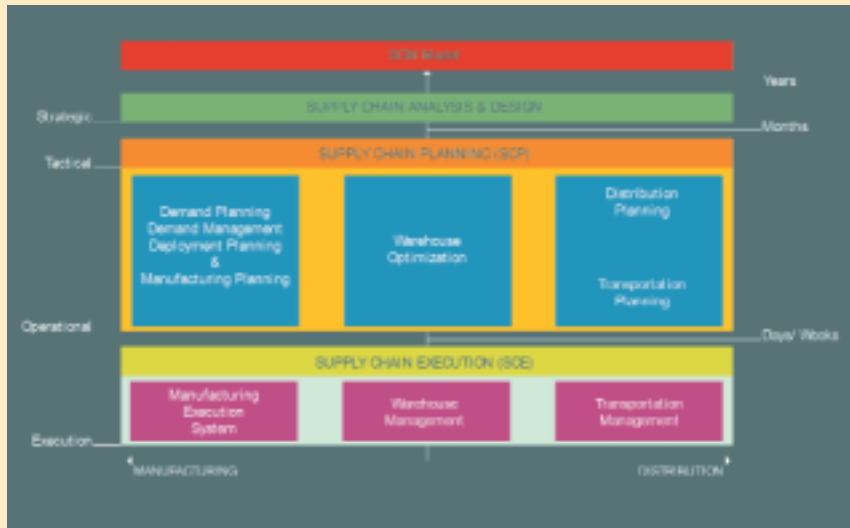 SCM Model
Years
SUPPLY CHAIN ANALYSIS & DESIGN
Strategic
Months
SUPPLY CHAIN PLANNING (SCP)
Tactical
Demand Planning
Demand Management
Deployment Planning
&
Manufacturing Planning
Warehouse
Optimization
Distribution
Planning
Transportation
Planning
Operational
Days/ Weeks
SUPPLY CHAIN EXECUTION (SCE)
Manufacturing
Execution
System
Warehouse
Management
Transportation
Management
Execution
MANUFACTURING
DISTRIBUTION